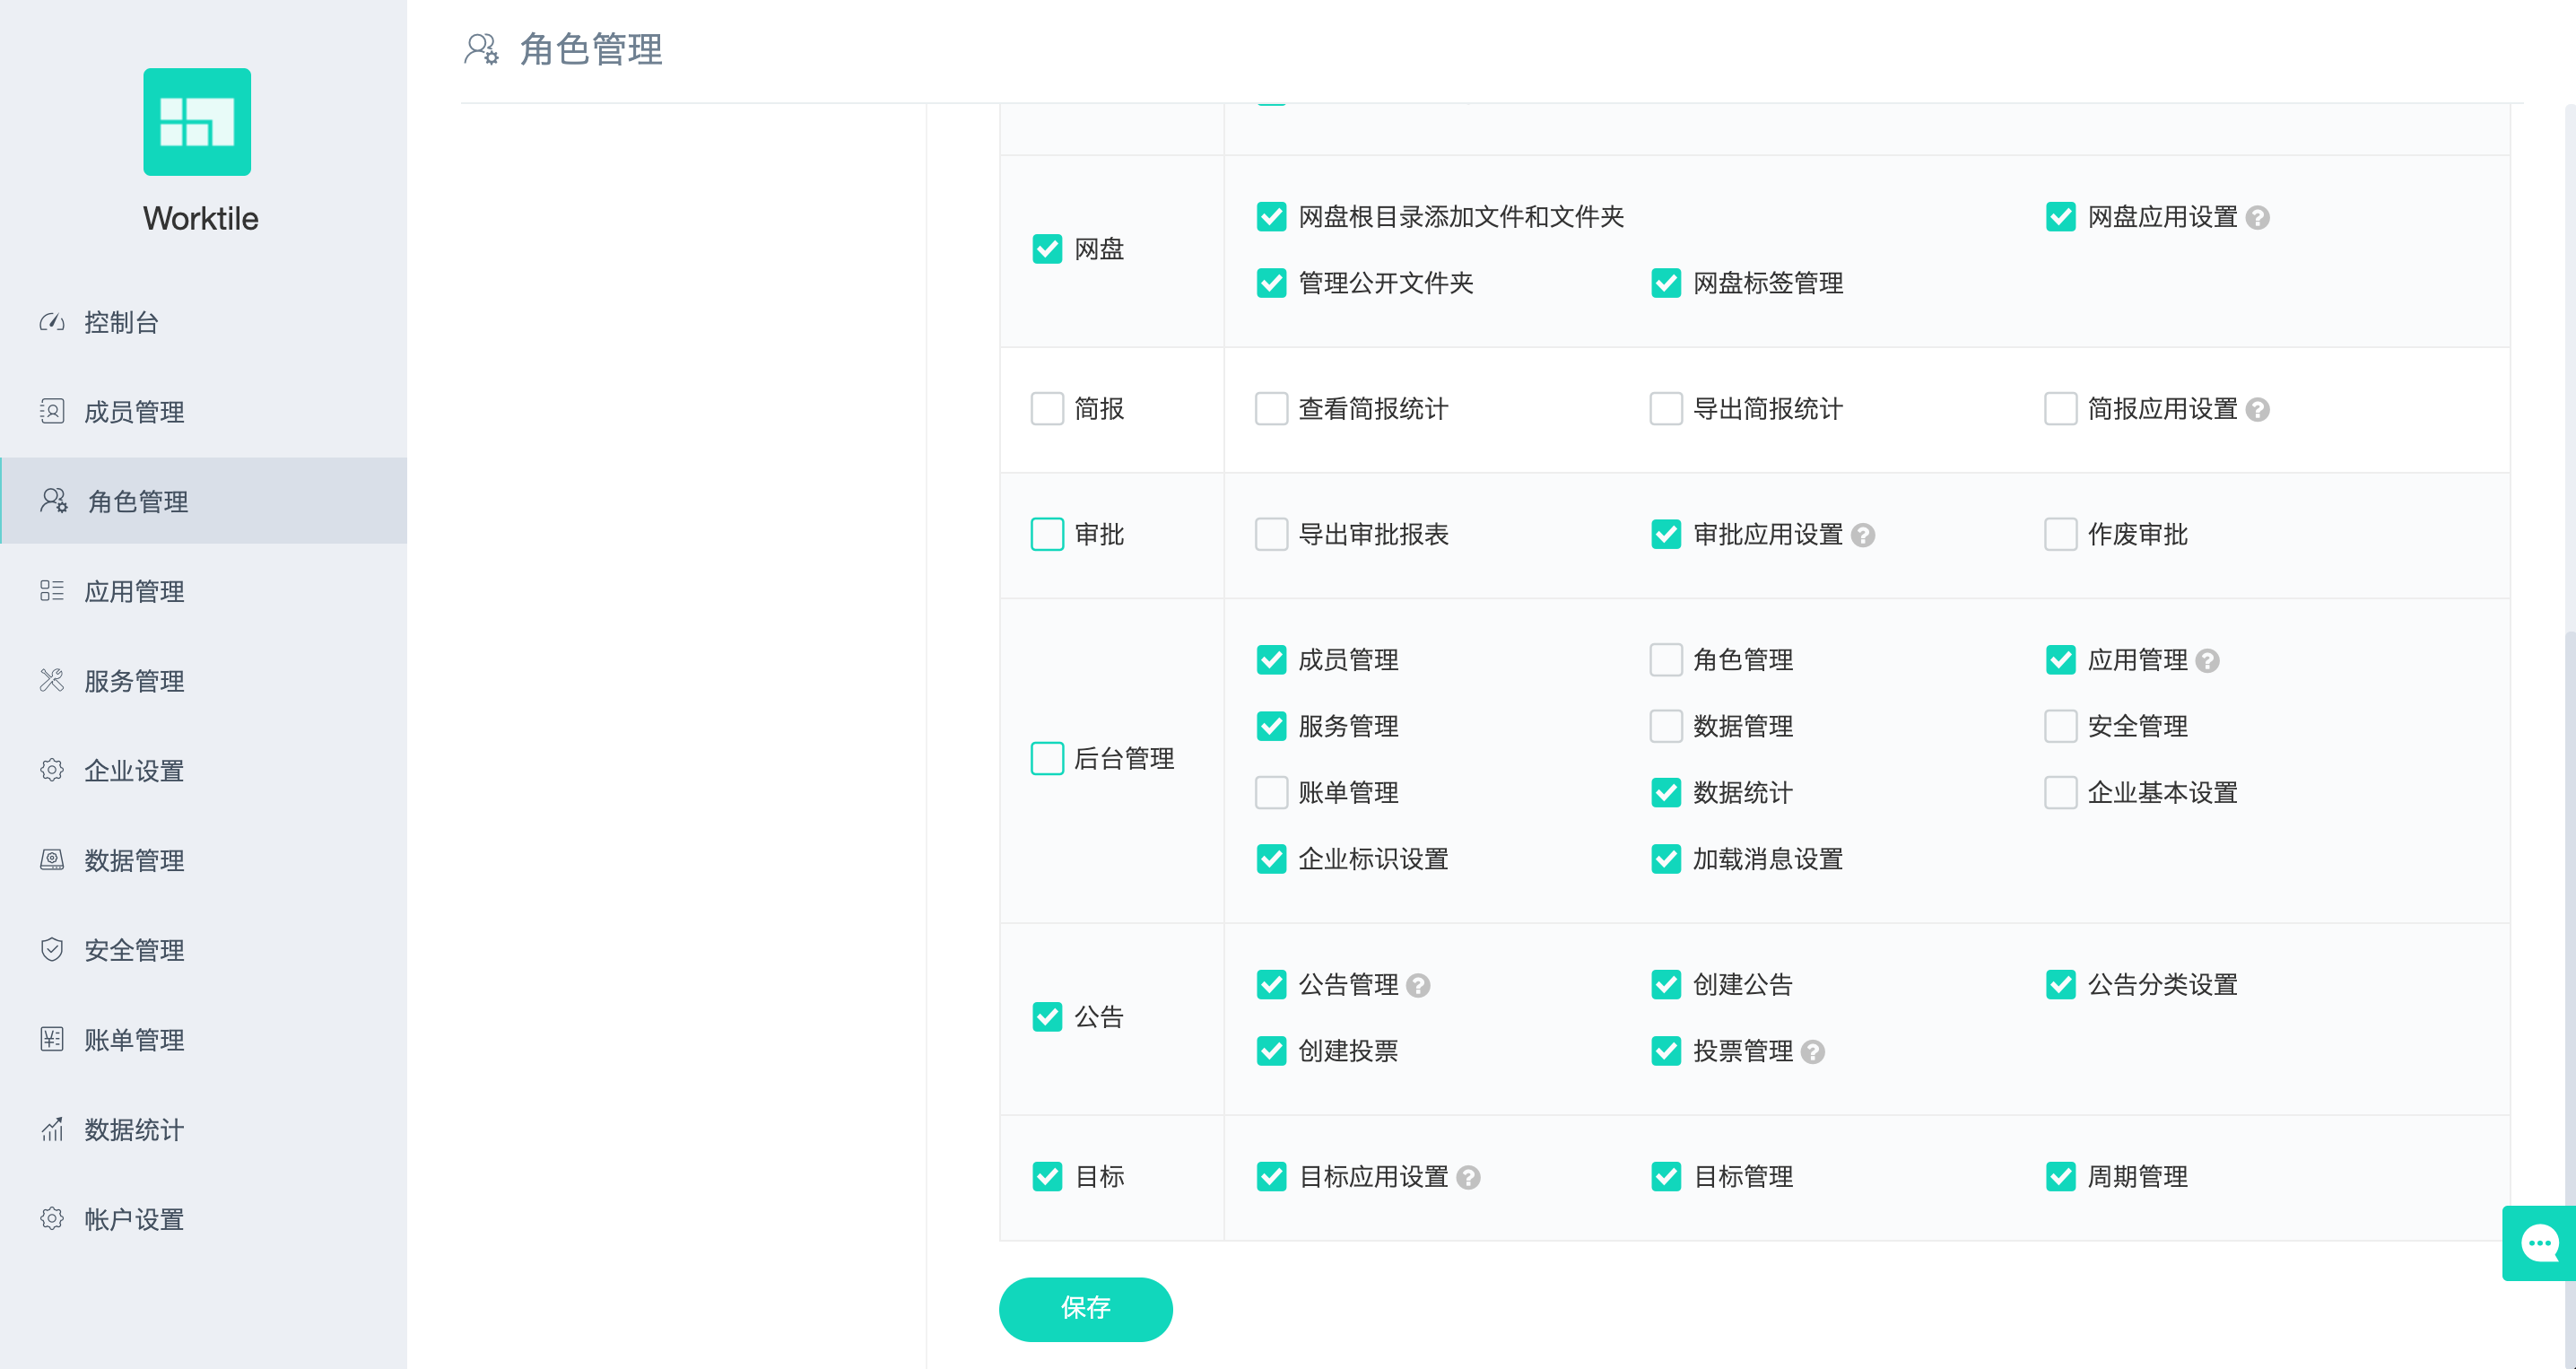 Worktile
控制台
成员管理
角色管理
应用管理
服务管理
企业设置
数据管理
安全管理
账单管理
数据统计
帐户设置
角色管理
网盘
网盘根目录添加文件和文件夹
网盘应用设置
管理公开文件夹
网盘标签管理
简报
查看简报统计
导出简报统计
简报应用设置
审批
导出审批报表
审批应用设置
作废审批
后台管理
成员管理
角色管理
应用管理
服务管理
数据管理
安全管理
账单管理
数据统计
企业基本设置
企业标识设置
加载消息设置
公告
公告管理
创建公告
公告分类设置
创建投票
投票管理
目标
目标应用设置
目标管理
周期管理
保存